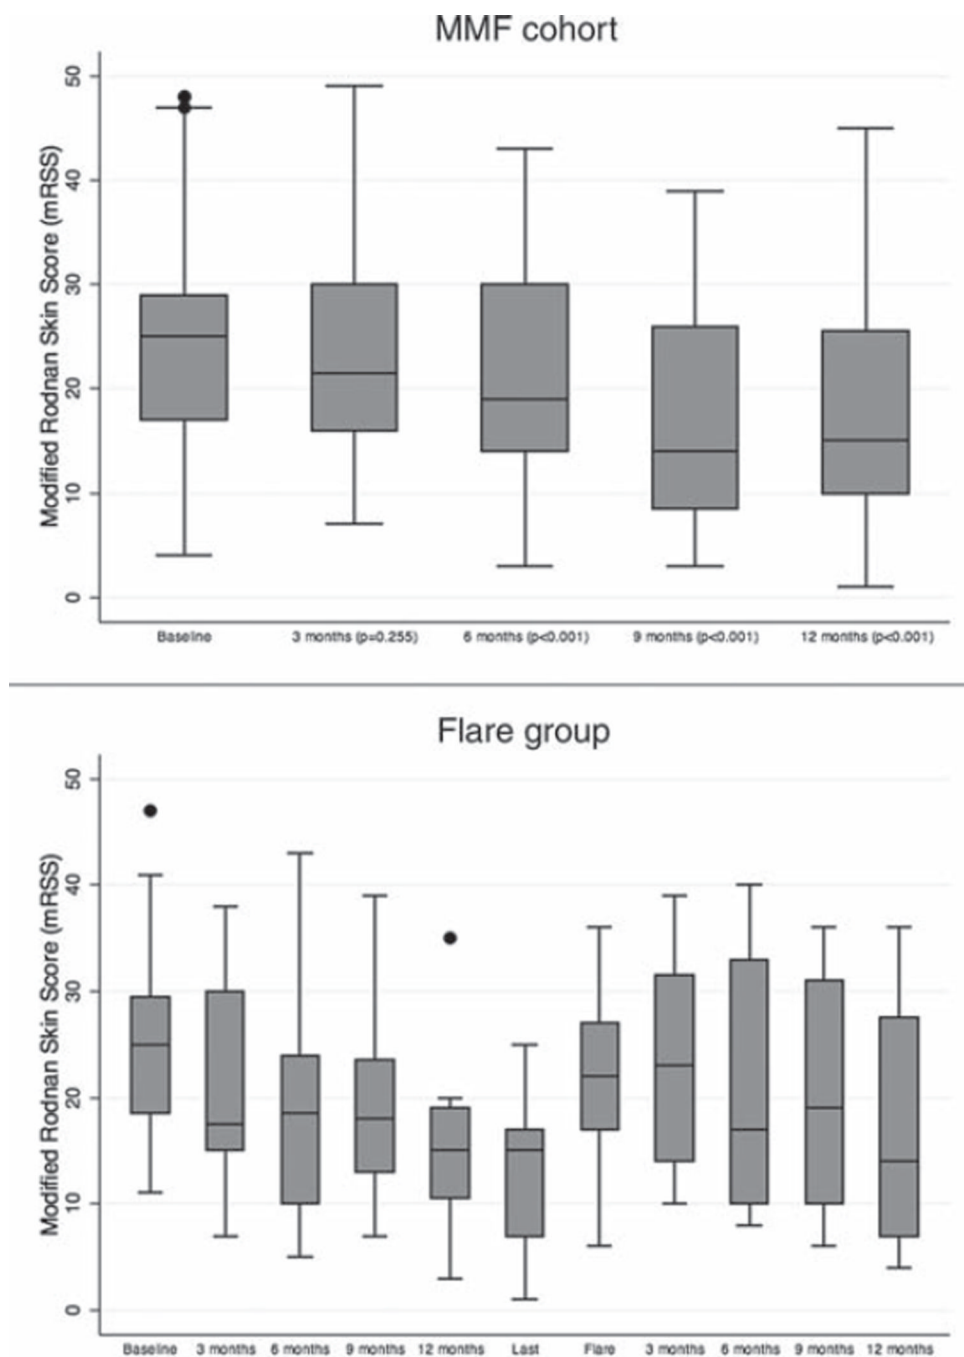 MMF cohort
Modified Rodnan Skin Score (mRSS)
50
40
30
20
10
0
Baseline 3 months (p=0.255) 6 months (p<0.001) 9 months (p<0.001) 12 months (p<0.001)
Flare group
Modified Rodnan Skin Score (mRSS)
50
40
30
20
10
0
Baseline 3 months 6 months 9 months 12 months Last Flare 3 months 6 months 9 months 12 months